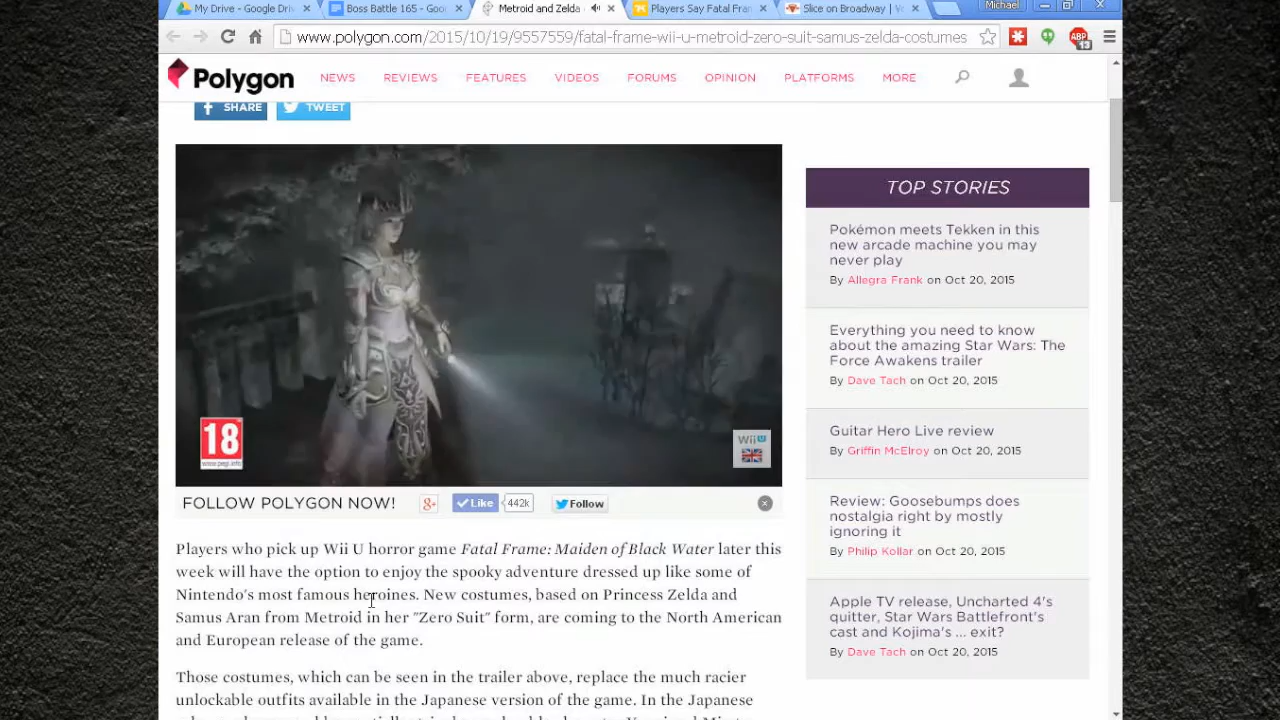 My Drive - Google Dri
Boss Battle 165 - Goo
Metroid and Zelda
Players Say Fatal Fran
Slice on Broadway | Yo
Michael
www.polygon.com/2015/10/19/9557559/fatal-frame-wii-u-metroid-zero-suit-samus-zelda-costumes
ABP
13
Polygon
NEWS
REVIEWS
FEATURES
VIDEOS
FORUMS
OPINION
PLATFORMS
MORE
SHARE
TWEET
18
www.pegi.info
Wii U
FOLLOW POLYGON NOW!
g+
Like
442k
Follow
Players who pick up Wii U horror game Fatal Frame: Maiden of Black Water later this
week will have the option to enjoy the spooky adventure dressed up like some of
Nintendo's most famous heroines. New costumes, based on Princess Zelda and
Samus Aran from Metroid in her "Zero Suit" form, are coming to the North American
and European release of the game.
Those costumes, which can be seen in the trailer above, replace the much racier
unlockable outfits available in the Japanese version of the game. In the Japanese
TOP STORIES
Pokémon meets Tekken in this
new arcade machine you may
never play
By Allegra Frank on Oct 20, 2015
Everything you need to know
about the amazing Star Wars: The
Force Awakens trailer
By Dave Tach on Oct 20, 2015
Guitar Hero Live review
By Griffin McElroy on Oct 20, 2015
Review: Goosebumps does
nostalgia right by mostly
ignoring it
By Philip Kollar on Oct 20, 2015
Apple TV release, Uncharted 4's
quitter, Star Wars Battlefront's
cast and Kojima's ... exit?
By Dave Tach on Oct 20, 2015